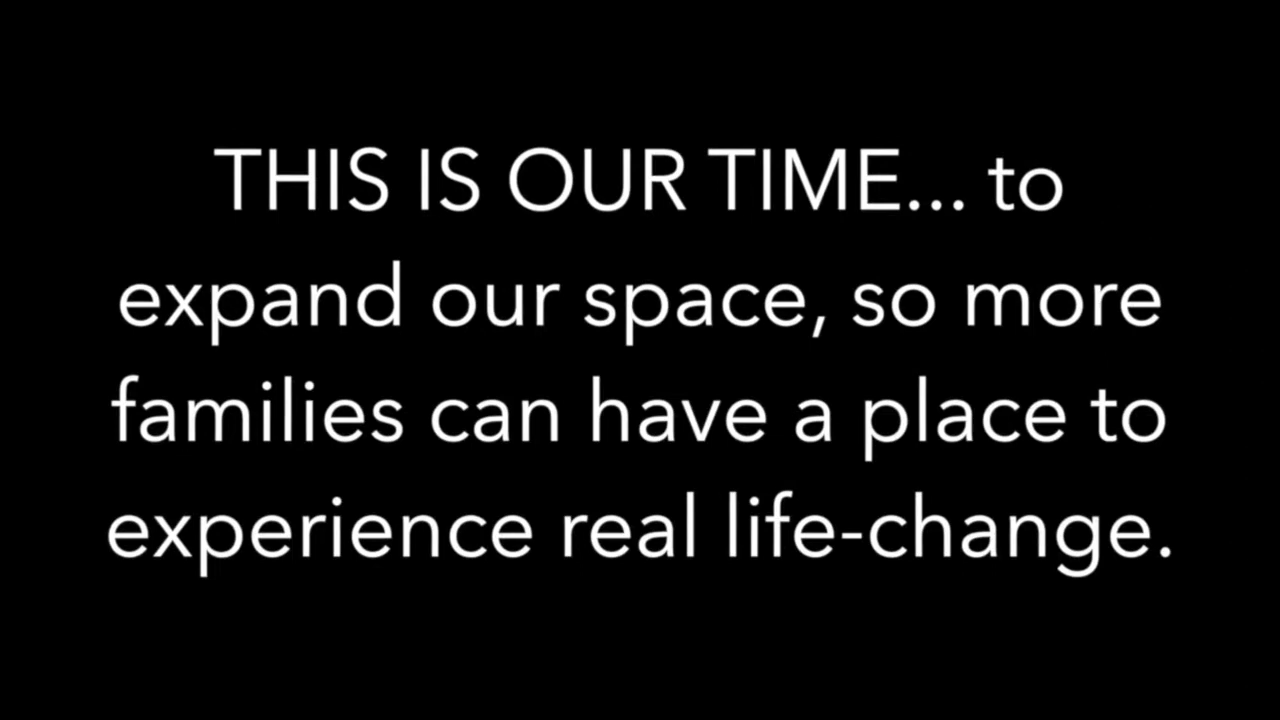 THIS IS OUR TIME... to
expand our space, so more
families can have a place to
experience real life-change.